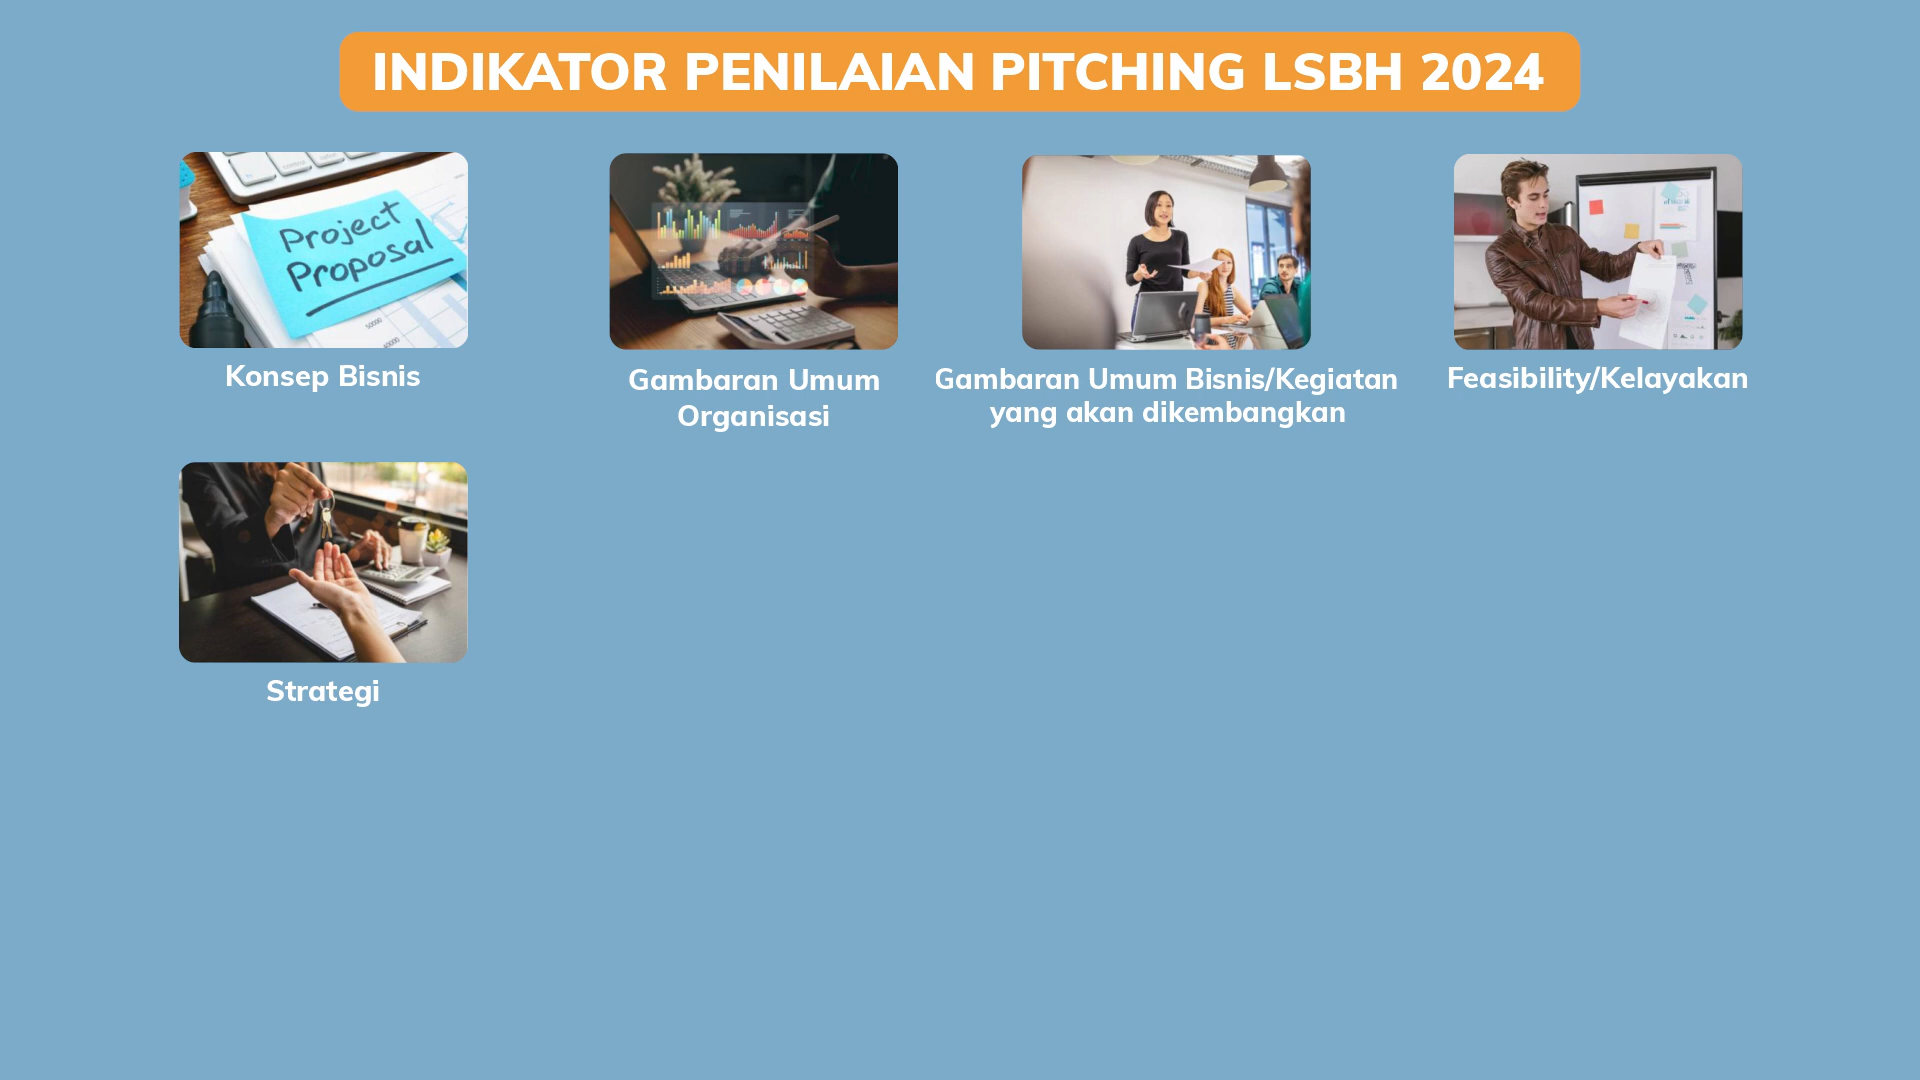 INDIKATOR PENILAIAN PITCHING LSBH 2024
Project
Proposal
Konsep Bisnis
Gambaran Umum
Organisasi
Gambaran Umum Bisnis/Kegiatan
yang akan dikembangkan
Feasibility/Kelayakan
Strategi